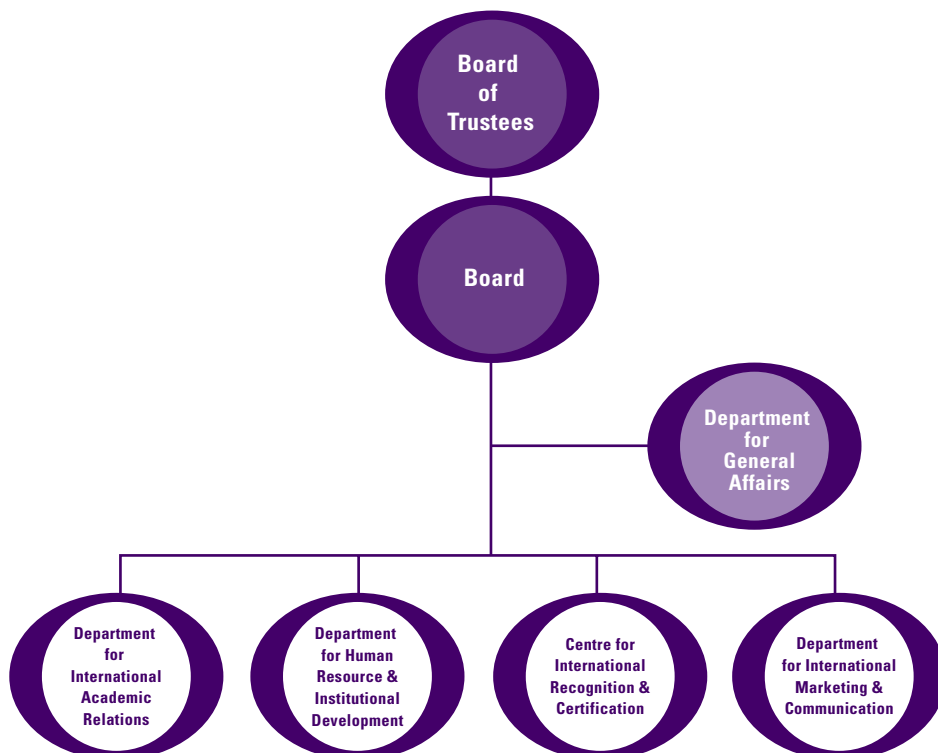 Board
of
Trustees
Board
Department
for
General
Affairs
Department
for
International
Academic
Relations
Department
for Human
Resource &
Institutional
Development
Centre for
International
Recognition &
Certification
Department
for International
Marketing &
Communication